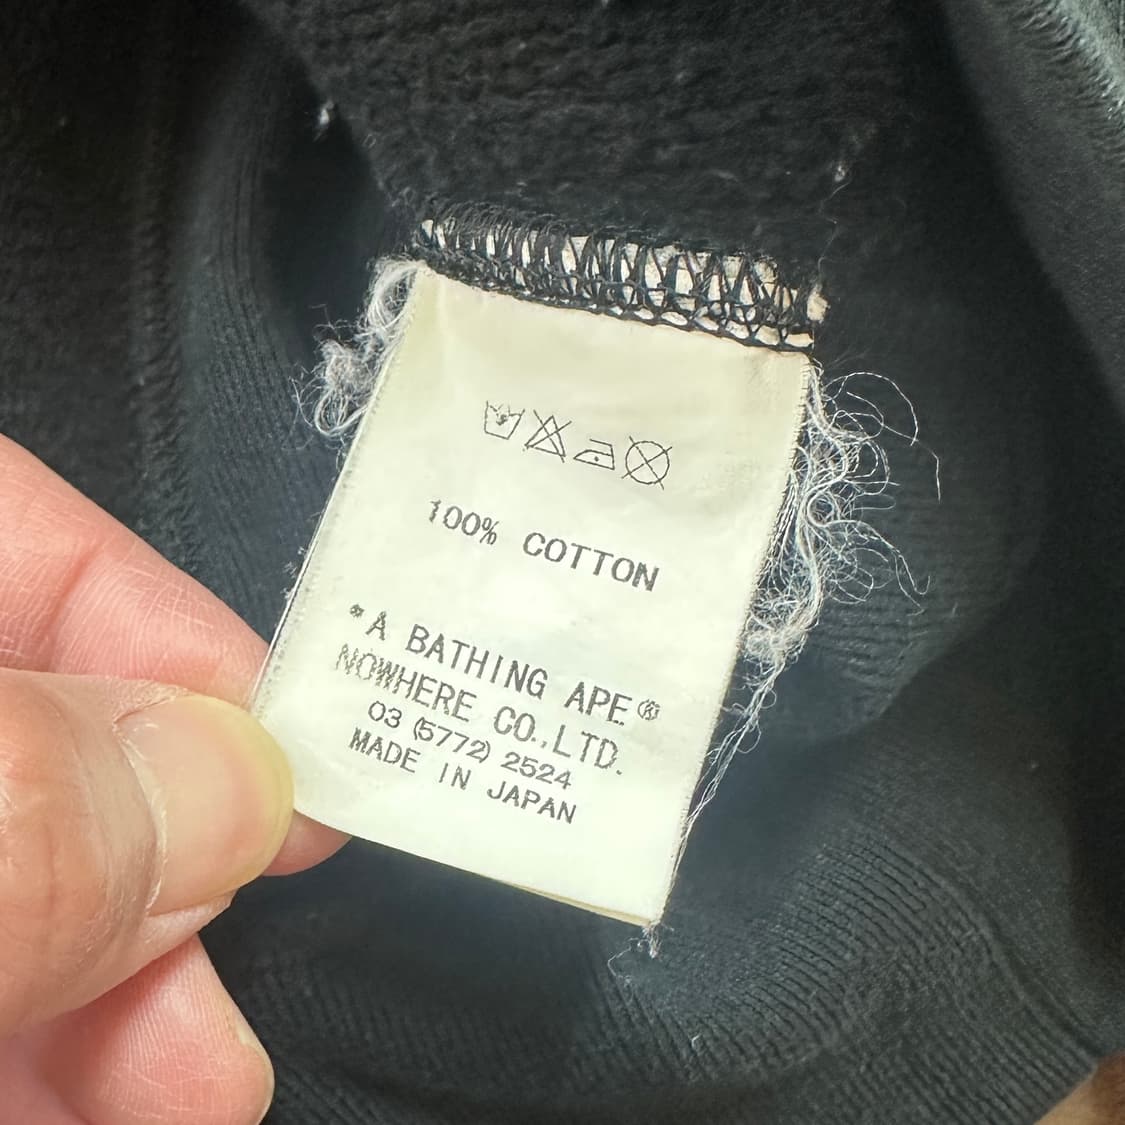 100% COTTON
*A BATHING APE®
NOWHERE CO.,LTD.
03 (5772) 2524
MADE IN JAPAN